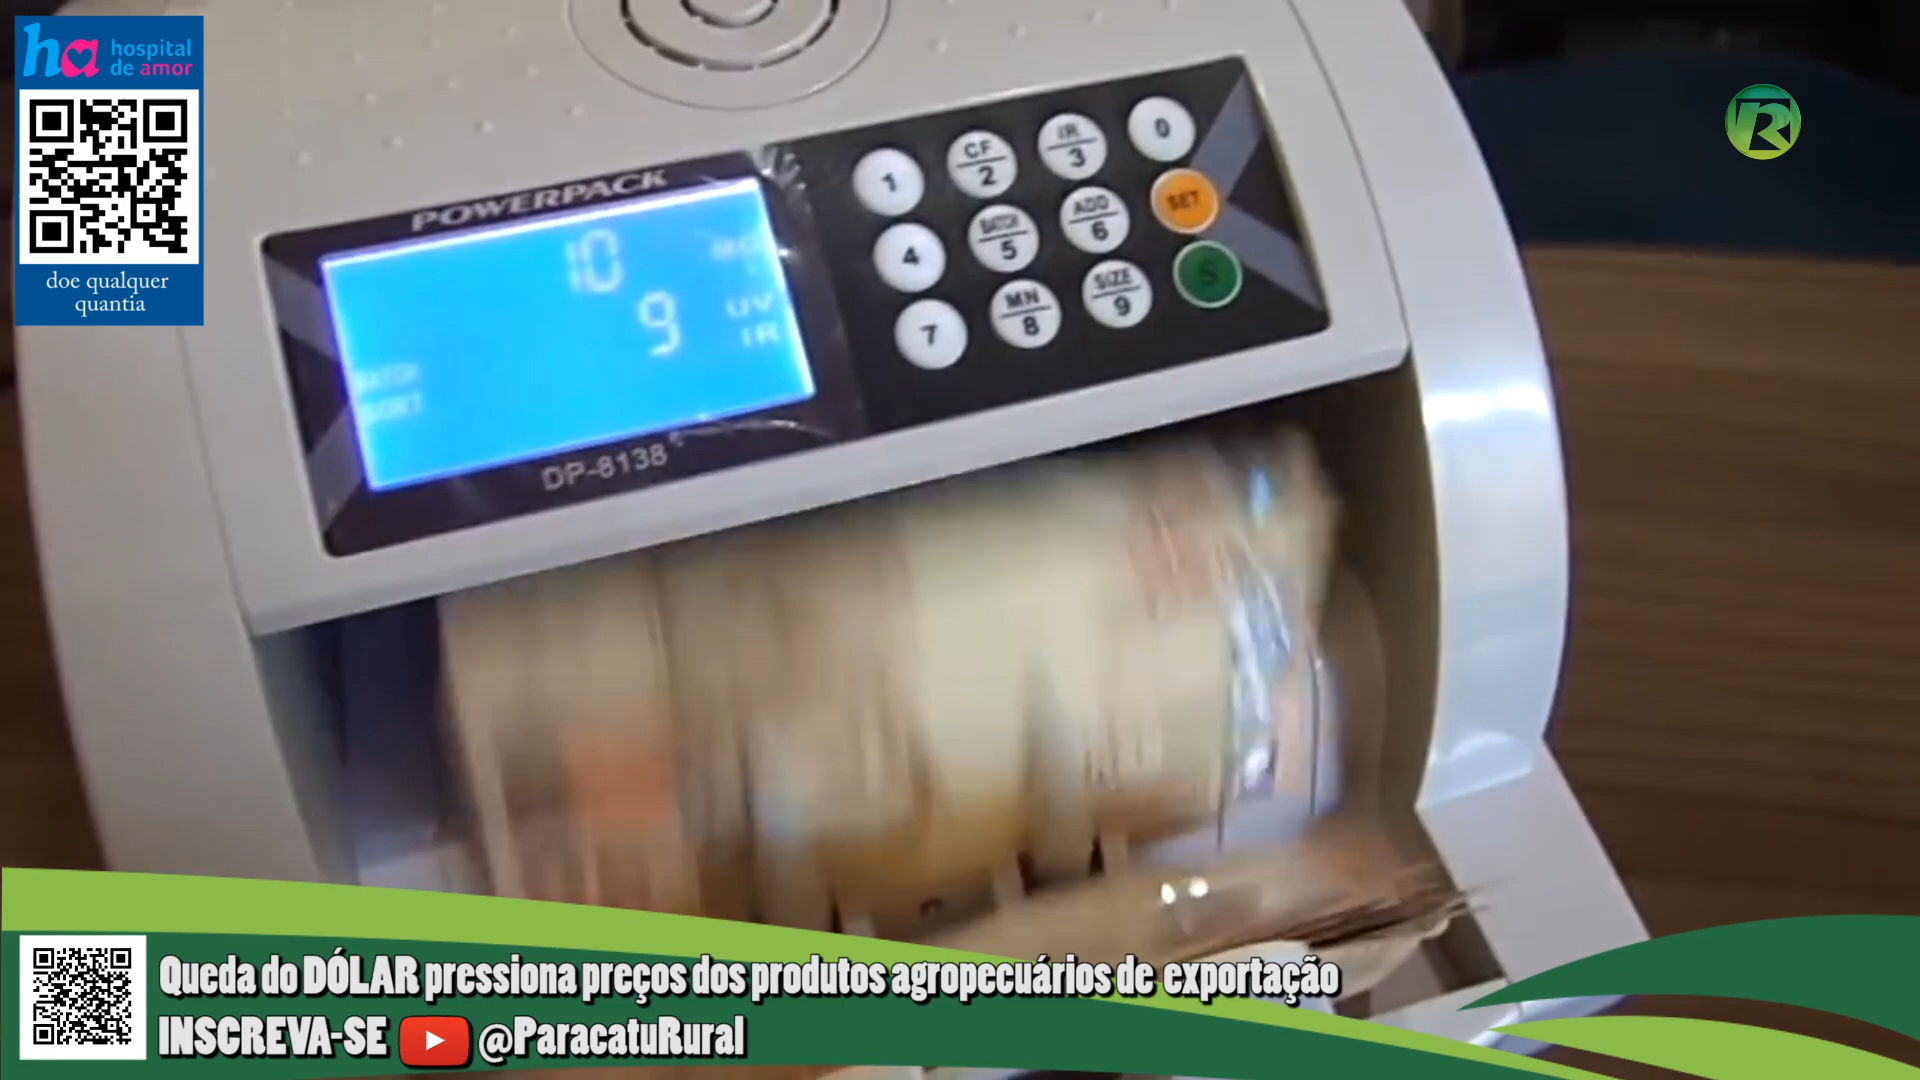 ha hospital
de amor
doe qualquer
quantia
POWERPACK
10
9
UV
IR
BATCH
DP-8138
1
CF
2
IR
3
0
4
BATCH
5
ADD
6
SET
7
MN
8
SIZE
9
S
R
Queda do DÓLAR pressiona preços dos produtos agropecuários de exportação
INSCREVA-SE @ParacatuRural